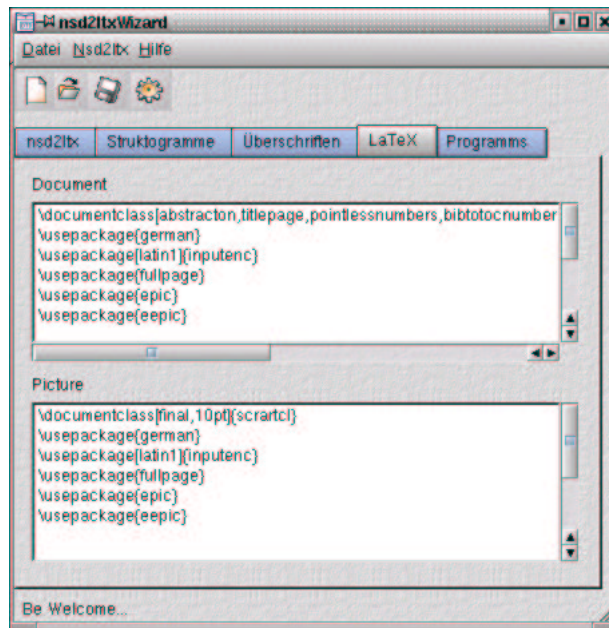 nsd2ltxWizard
Datei Nsd2ltx Hilfe
nsd2ltx Struktogramme Überschriften LaTeX Programms
Document
\documentclass[abstracton,titlepage,pointlessnumbers,bibtotocnumber
\usepackage{german}
\usepackage[latin1]{inputenc}
\usepackage{fullpage}
\usepackage{epic}
\usepackage{eepic}
Picture
\documentclass[final,10pt]{scrartcl}
\usepackage{german}
\usepackage[latin1]{inputenc}
\usepackage{fullpage}
\usepackage{epic}
\usepackage{eepic}
Be Welcome...